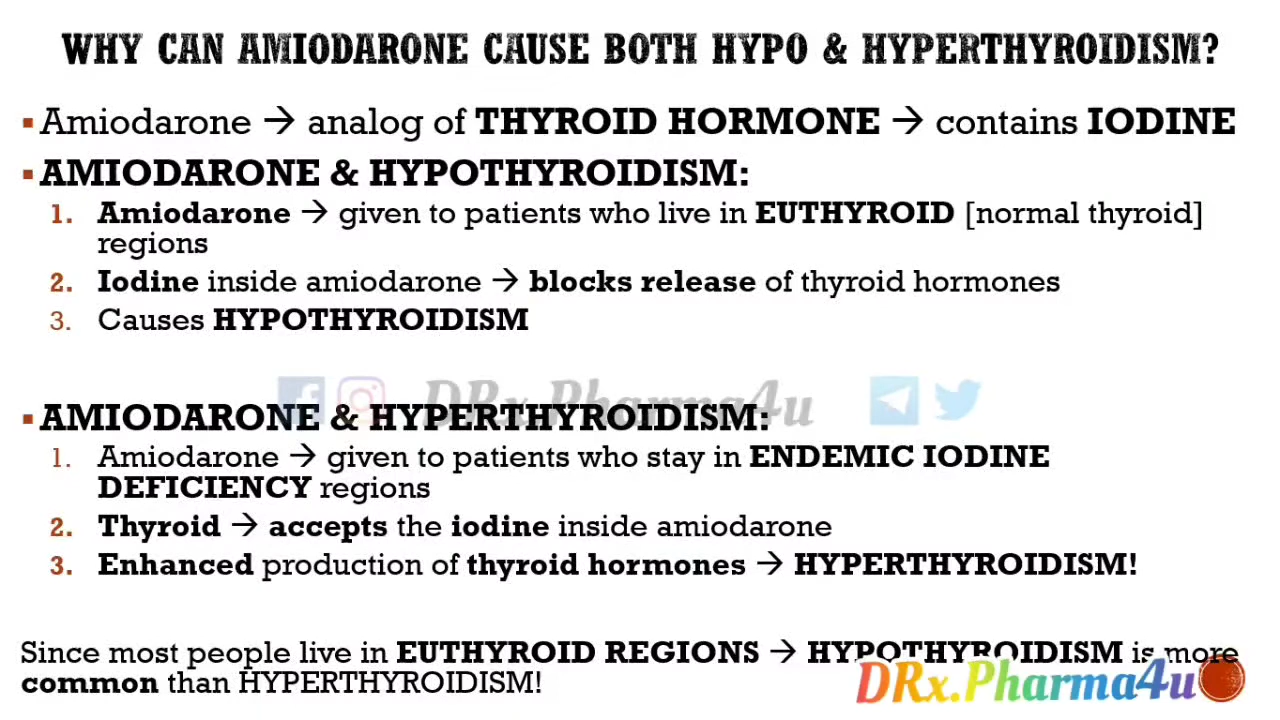 WHY CAN AMIODARONE CAUSE BOTH HYPO & HYPERTHYROIDISM?
▪Amiodarone → analog of THYROID HORMONE → contains IODINE
▪AMIODARONE & HYPOTHYROIDISM:
1. Amiodarone → given to patients who live in EUTHYROID [normal thyroid]
regions
2. Iodine inside amiodarone → blocks release of thyroid hormones
3. Causes HYPOTHYROIDISM
DRx.Pharma4u
▪AMIODARONE & HYPERTHYROIDISM:
1. Amiodarone → given to patients who stay in ENDEMIC IODINE
DEFICIENCY regions
2. Thyroid → accepts the iodine inside amiodarone
3. Enhanced production of thyroid hormones → HYPERTHYROIDISM!
Since most people live in EUTHYROID REGIONS → HYPOTHYROIDISM is more
common than HYPERTHYROIDISM!
DRx.Pharma4u